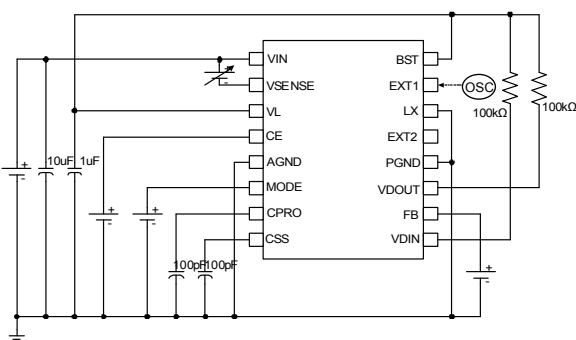 VIN
VSENSE
VL
CE
AGND
MODE
CPRO
CSS
BST
EXT1
LX
EXT2
PGND
VDOUT
FB
VDIN
OSC
100kΩ
100kΩ
10uF
1uF
100pF
100pF
+
-
+
-
+
-
+
-
+
-